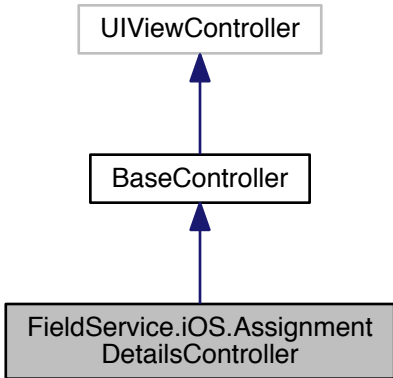 UIViewController
BaseController
FieldService.iOS.Assignment
DetailsController